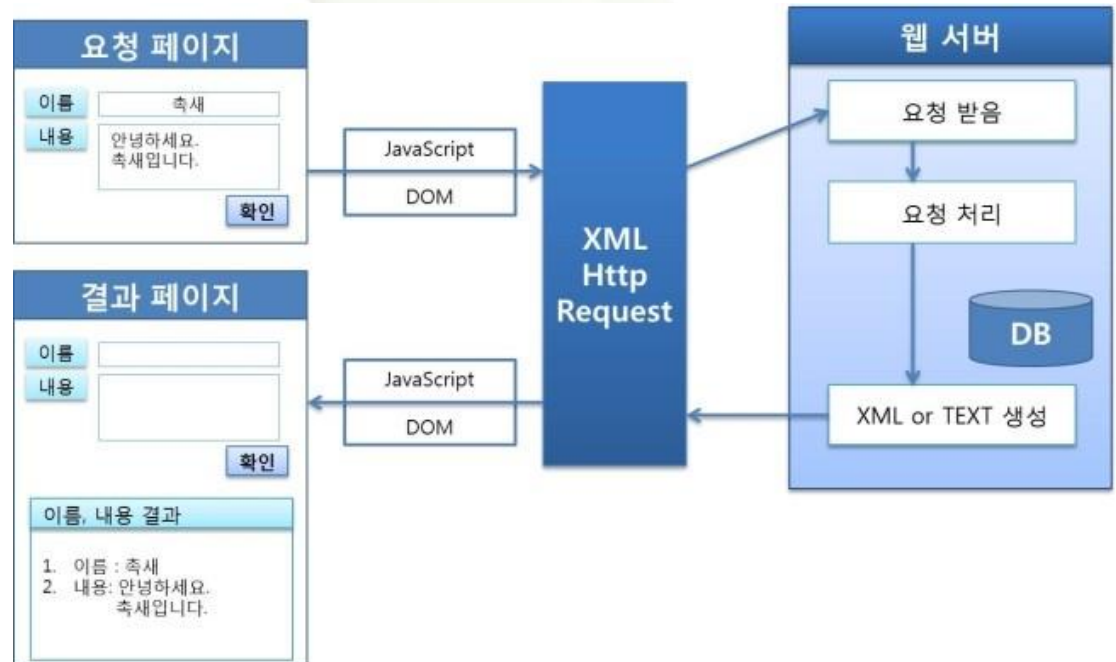 요청 페이지
이름
촉새
내용
안녕하세요.
촉새입니다.
확인
JavaScript
DOM
XML
Http
Request
웹 서버
요청 받음
요청 처리
DB
XML or TEXT 생성
결과 페이지
이름
내용
확인
JavaScript
DOM
이름, 내용 결과
1. 이름 : 촉새
2. 내용: 안녕하세요.
촉새입니다.